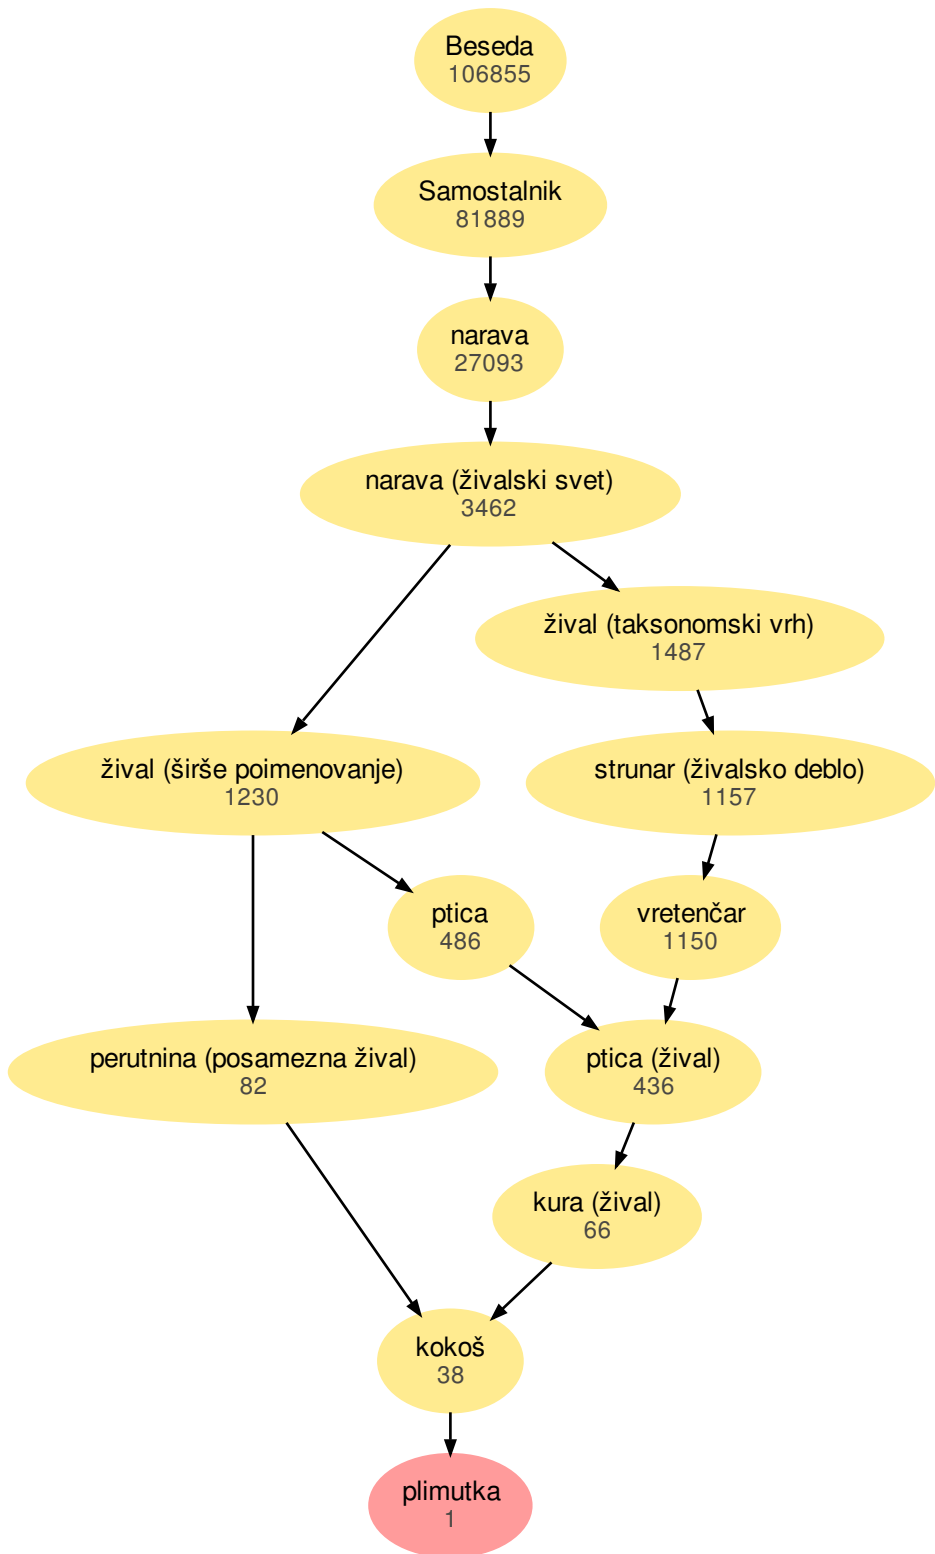 Beseda
106855
Samostalnik
81889
narava
27093
narava (živalski svet)
3462
žival (taksonomski vrh)
1487
žival (širše poimenovanje)
1230
strunar (živalsko deblo)
1157
ptica
486
vretenčar
1150
perutnina (posamezna žival)
82
ptica (žival)
436
kura (žival)
66
kokoš
38
plimutka
1